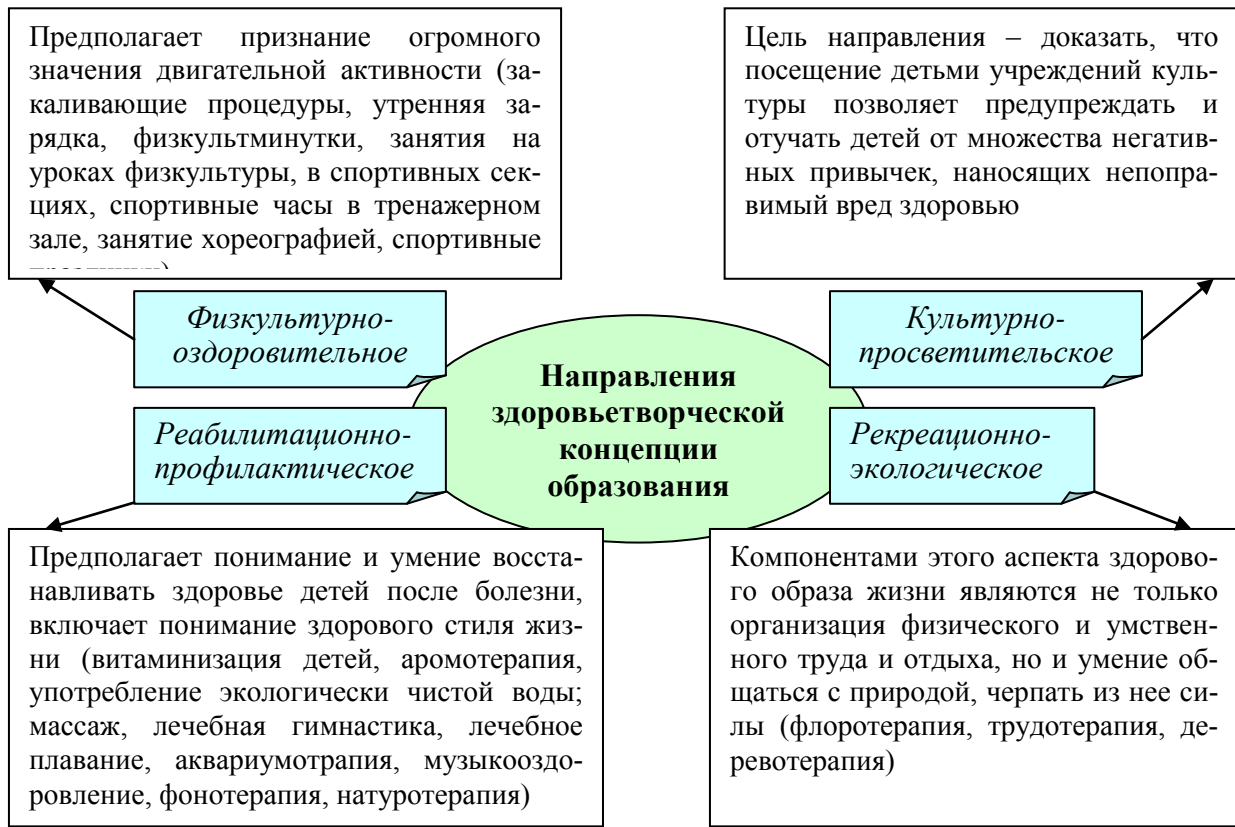 Предполагает признание огромного
значения двигательной активности (за-
каливающие процедуры, утренняя за-
рядка, физкультминутки, занятия на
уроках физкультуры, в спортивных сек-
циях, спортивные часы в тренажерном
зале, занятие хореографией, спортивные
Цель направления – доказать, что
посещение детьми учреждений куль-
туры позволяет предупреждать и
отучать детей от множества негатив-
ных привычек, наносящих непопра-
вимый вред здоровью
Физкультурно-
оздоровительное
Культурно-
просветительское
Направления
здоровьетворческой
концепции
образования
Реабилитационно-
профилактическое
Рекреационно-
экологическое
Предполагает понимание и умение восста-
навливать здоровье детей после болезни,
включает понимание здорового стиля жиз-
ни (витаминизация детей, аромотерапия,
употребление экологически чистой воды;
массаж, лечебная гимнастика, лечебное
плавание, аквариумотрапия, музыкооздо-
ровление, фонотерапия, натуротерапия)
Компонентами этого аспекта здорово-
го образа жизни являются не только
организация физического и умствен-
ного труда и отдыха, но и умение об-
щаться с природой, черпать из нее си-
лы (флоротерапия, трудотерапия, де-
ревотерапия)